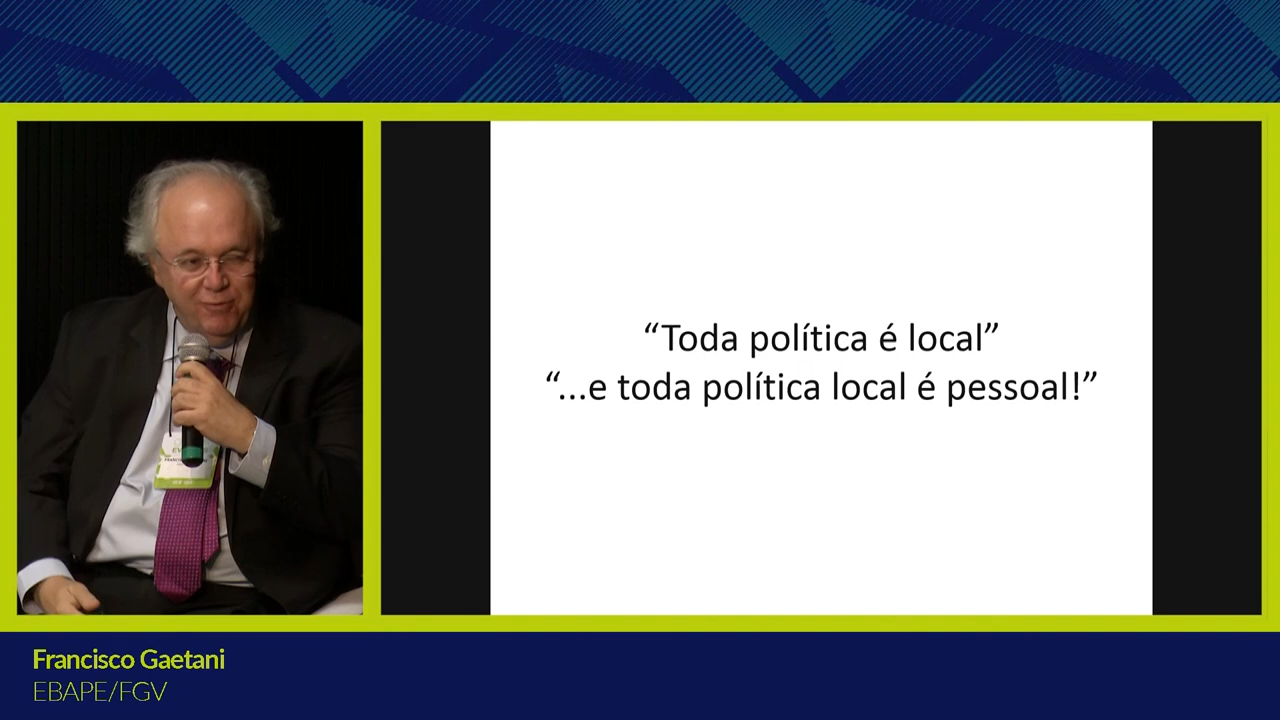 “Toda política é local”
“...e toda política local é pessoal!”
Francisco Gaetani
EBAPE/FGV